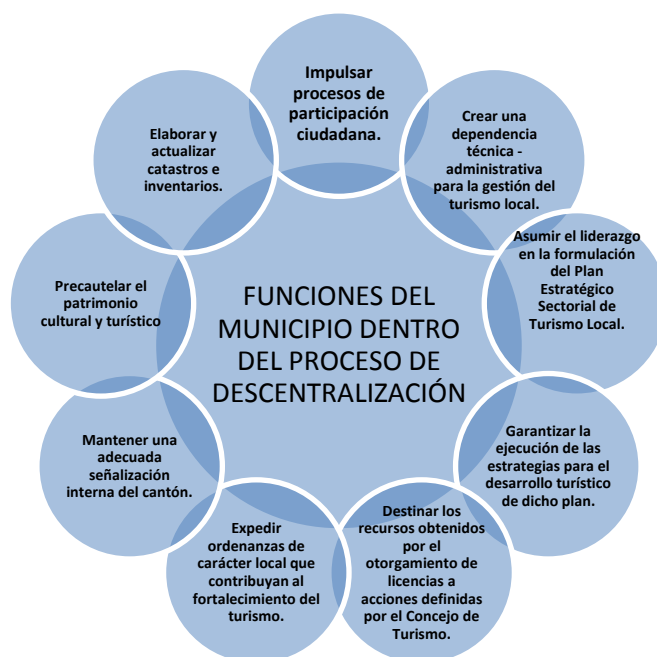 Impulsar
procesos de
participación
ciudadana.
Crear una
dependencia
técnica -
administrativa
para la gestión del
turismo local.
Asumir el liderazgo
en la formulación
del Plan
Estratégico
Sectorial de
Turismo Local.
Garantizar la
ejecución de las
estrategias para el
desarrollo turístico
de dicho plan.
Destinar los
recursos obtenidos
por el
otorgamiento de
licencias a
acciones definidas
por el Concejo de
Turismo.
Expedir
ordenanzas de
carácter local que
contribuyan al
fortalecimiento del
turismo.
Mantener una
adecuada
señalización
interna del cantón.
Precautelar el
patrimonio
cultural y turístico
Elaborar y
actualizar
catastros e
inventarios.
FUNCIONES DEL
MUNICIPIO DENTRO
DEL PROCESO DE
DESCENTRALIZACIÓN